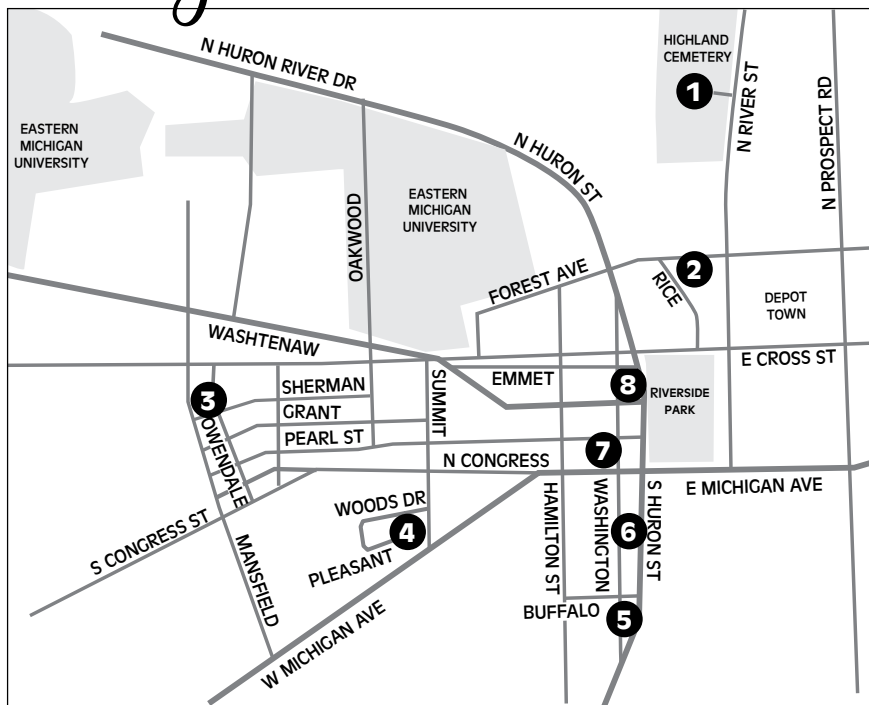 N HURON RIVER DR
HIGHLAND
CEMETERY
1
N RIVER ST
N PROSPECT RD
EASTERN
MICHIGAN
UNIVERSITY
N HURON ST
OAKWOOD
EASTERN
MICHIGAN
UNIVERSITY
FOREST AVE
2
RICE
DEPOT
TOWN
WASHTENAW
E CROSS ST
EMMET
8
RIVERSIDE
PARK
SHERMAN
3
GRANT
SUMMIT
PEARL ST
7
OWENDALE
N CONGRESS
E MICHIGAN AVE
WOODS DR
4
PLEASANT
S CONGRESS ST
MANSFIELD
HAMILTON ST
WASHINGTON
6
S HURON ST
BUFFALO
5
W MICHIGAN AVE